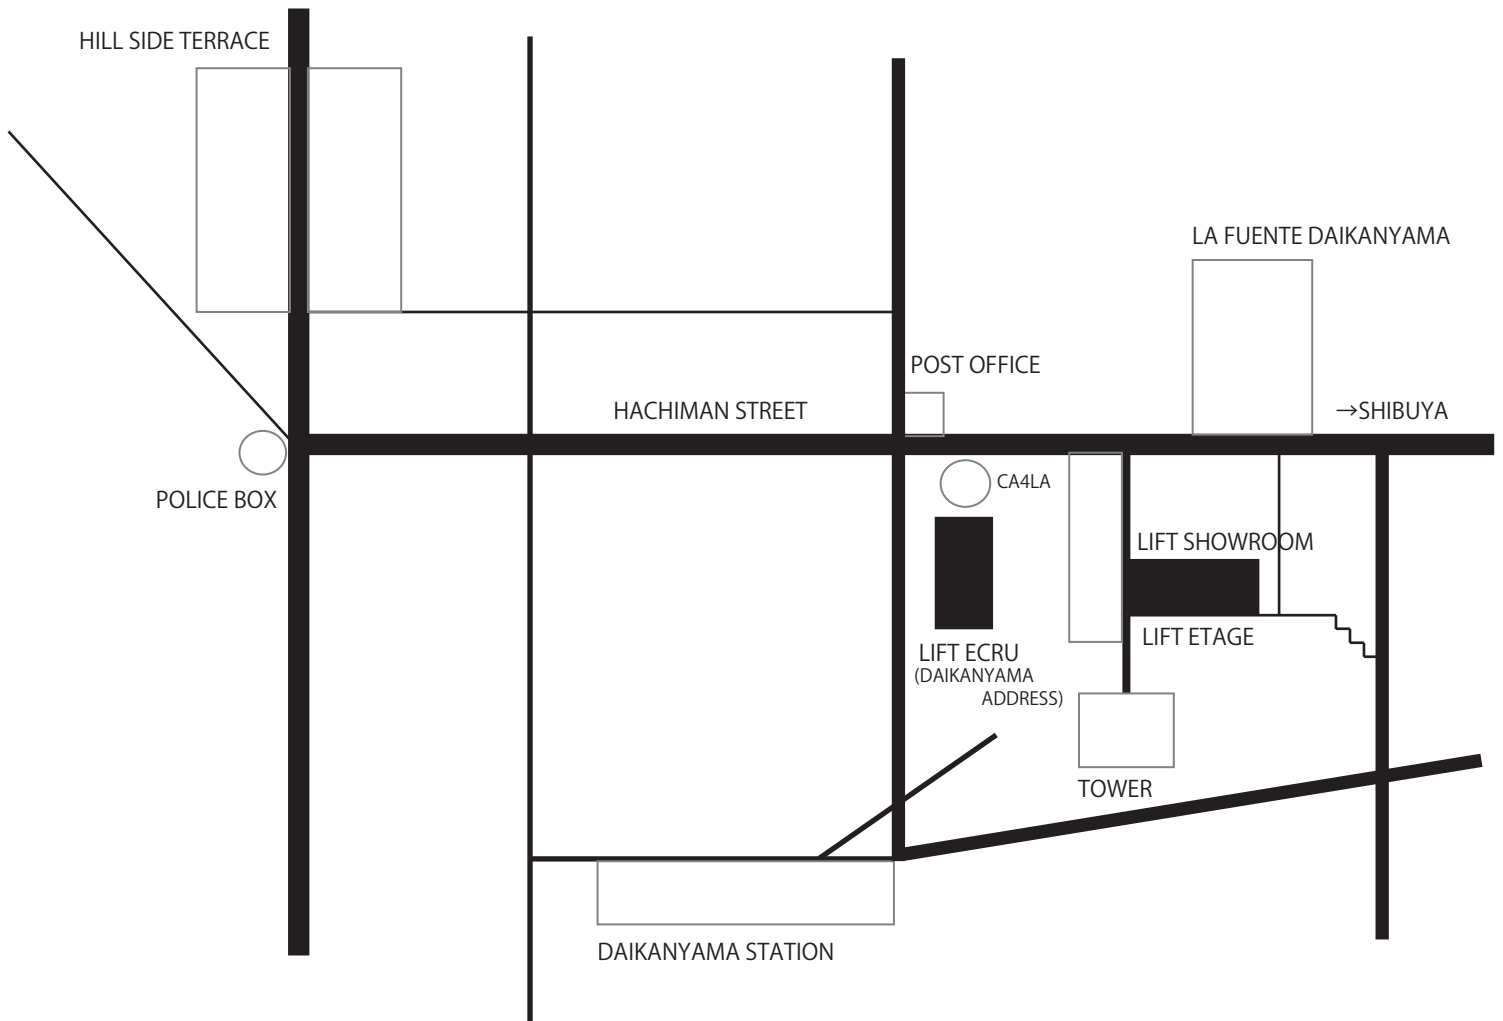 HILL SIDE TERRACE
LA FUENTE DAIKANYAMA
POST OFFICE
HACHIMAN STREET
→SHIBUYA
POLICE BOX
CA4LA
LIFT SHOWROOM
LIFT ETAGE
LIFT ECRU
(DAIKANYAMA
ADDRESS)
TOWER
DAIKANYAMA STATION